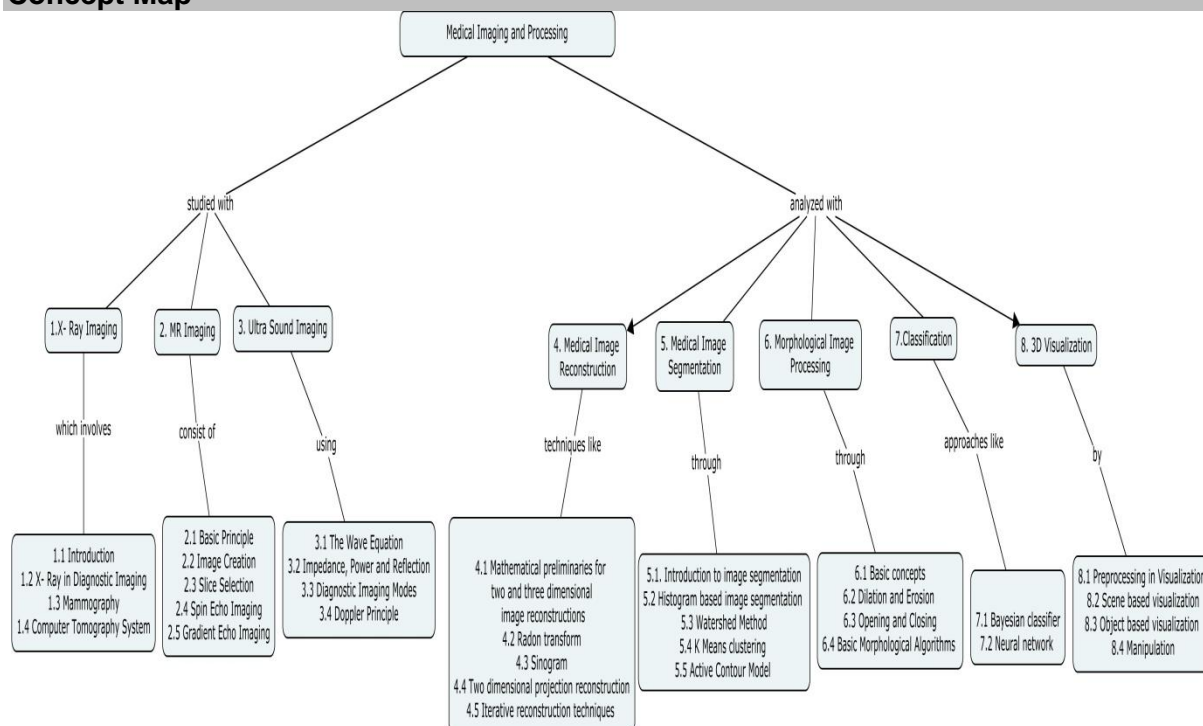 Concept Map
Medical Imaging and Processing
studied with
analyzed with
1.X- Ray Imaging
2. MR Imaging
3. Ultra Sound Imaging
4. Medical Image
Reconstruction
5. Medical Image
Segmentation
6. Morphological Image
Processing
7.Classification
8. 3D Visualization
which involves
consist of
using
techniques like
through
through
approaches like
by
1.1 Introduction
1.2 X- Ray in Diagnostic Imaging
1.3 Mammography
1.4 Computer Tomography System
2.1 Basic Principle
2.2 Image Creation
2.3 Slice Selection
2.4 Spin Echo Imaging
2.5 Gradient Echo Imaging
3.1 The Wave Equation
3.2 Impedance, Power and Reflection
3.3 Diagnostic Imaging Modes
3.4 Doppler Principle
4.1 Mathematical preliminaries for
two and three dimensional
image reconstructions
4.2 Radon transform
4.3 Sinogram
4.4 Two dimensional projection reconstruction
4.5 Iterative reconstruction techniques
5.1. Introduction to image segmentation
5.2 Histogram based image segmentation
5.3 Watershed Method
5.4 K Means clustering
5.5 Active Contour Model
6.1 Basic concepts
6.2 Dilation and Erosion
6.3 Opening and Closing
6.4 Basic Morphological Algorithms
7.1 Bayesian classifier
7.2 Neural network
8.1 Preprocessing in Visualization
8.2 Scene based visualization
8.3 Object based visualization
8.4 Manipulation